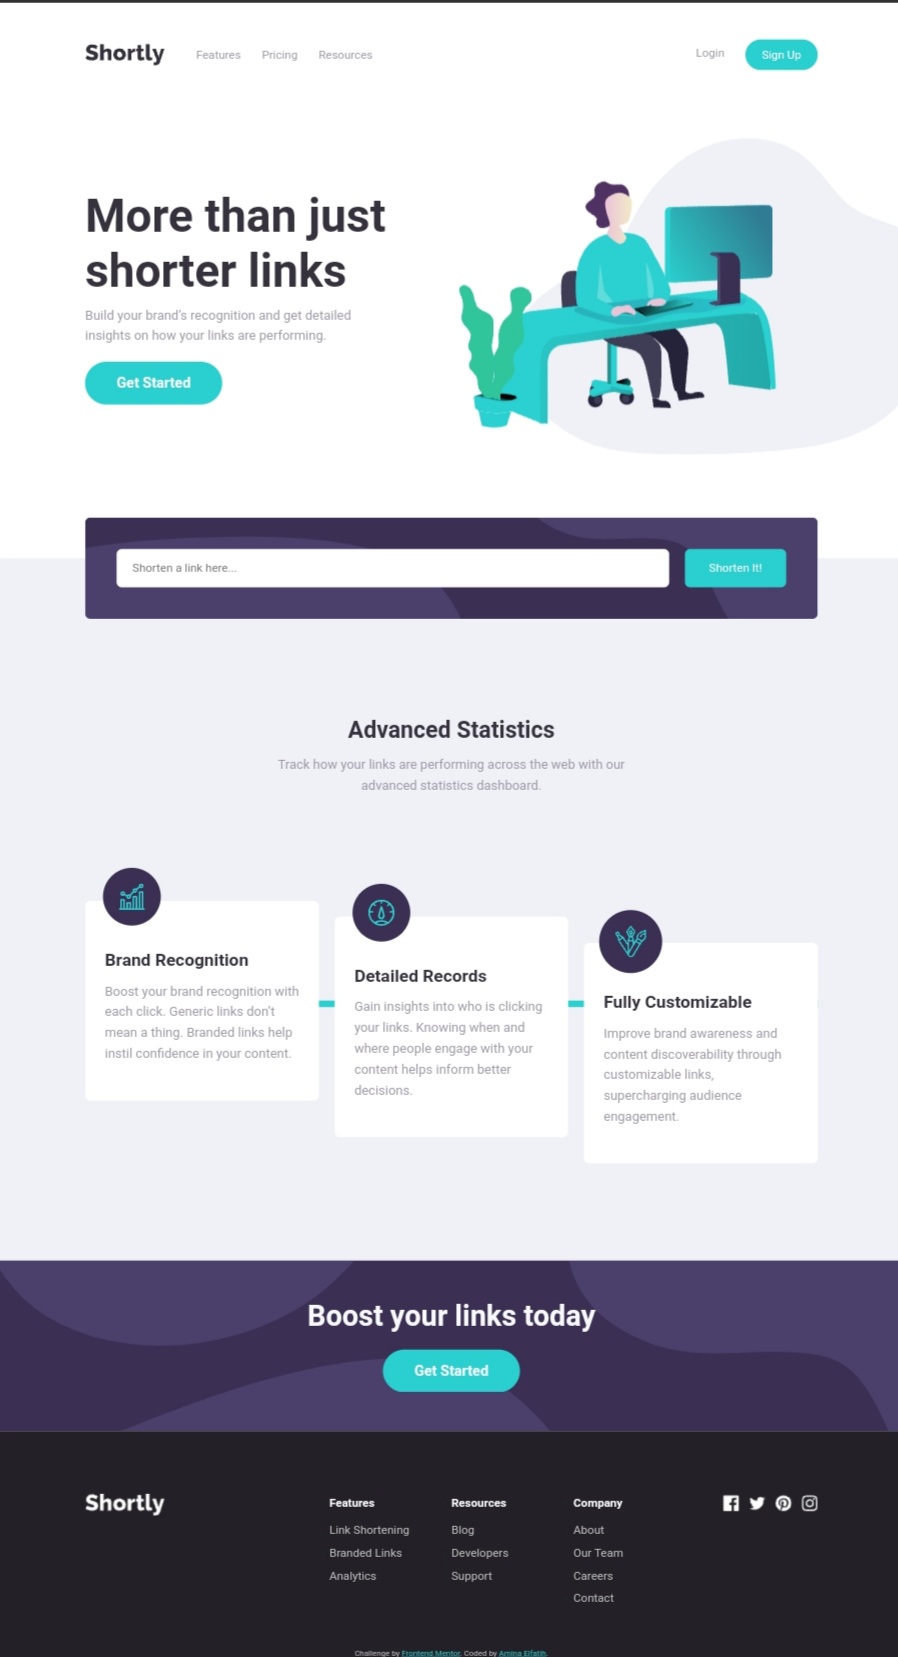 Shortly
Features
Pricing
Resources
Login
Sign Up
More than just
shorter links
Build your brand's recognition and get detailed
insights on how your links are performing.
Get Started
Shorten a link here...
Shorten It!
Advanced Statistics
Track how your links are performing across the web with our
advanced statistics dashboard.
Brand Recognition
Boost your brand recognition with
each click. Generic links don't
mean a thing. Branded links help
instil confidence in your content.
Detailed Records
Gain insights into who is clicking
your links. Knowing when and
where people engage with your
content helps inform better
decisions.
Fully Customizable
Improve brand awareness and
content discoverability through
customizable links,
supercharging audience
engagement.
Boost your links today
Get Started
Shortly
Features
Link Shortening
Branded Links
Analytics
Resources
Blog
Developers
Support
Company
About
Our Team
Careers
Contact
Challenge by Frontend Mentor. Coded by Amina Elfatih.